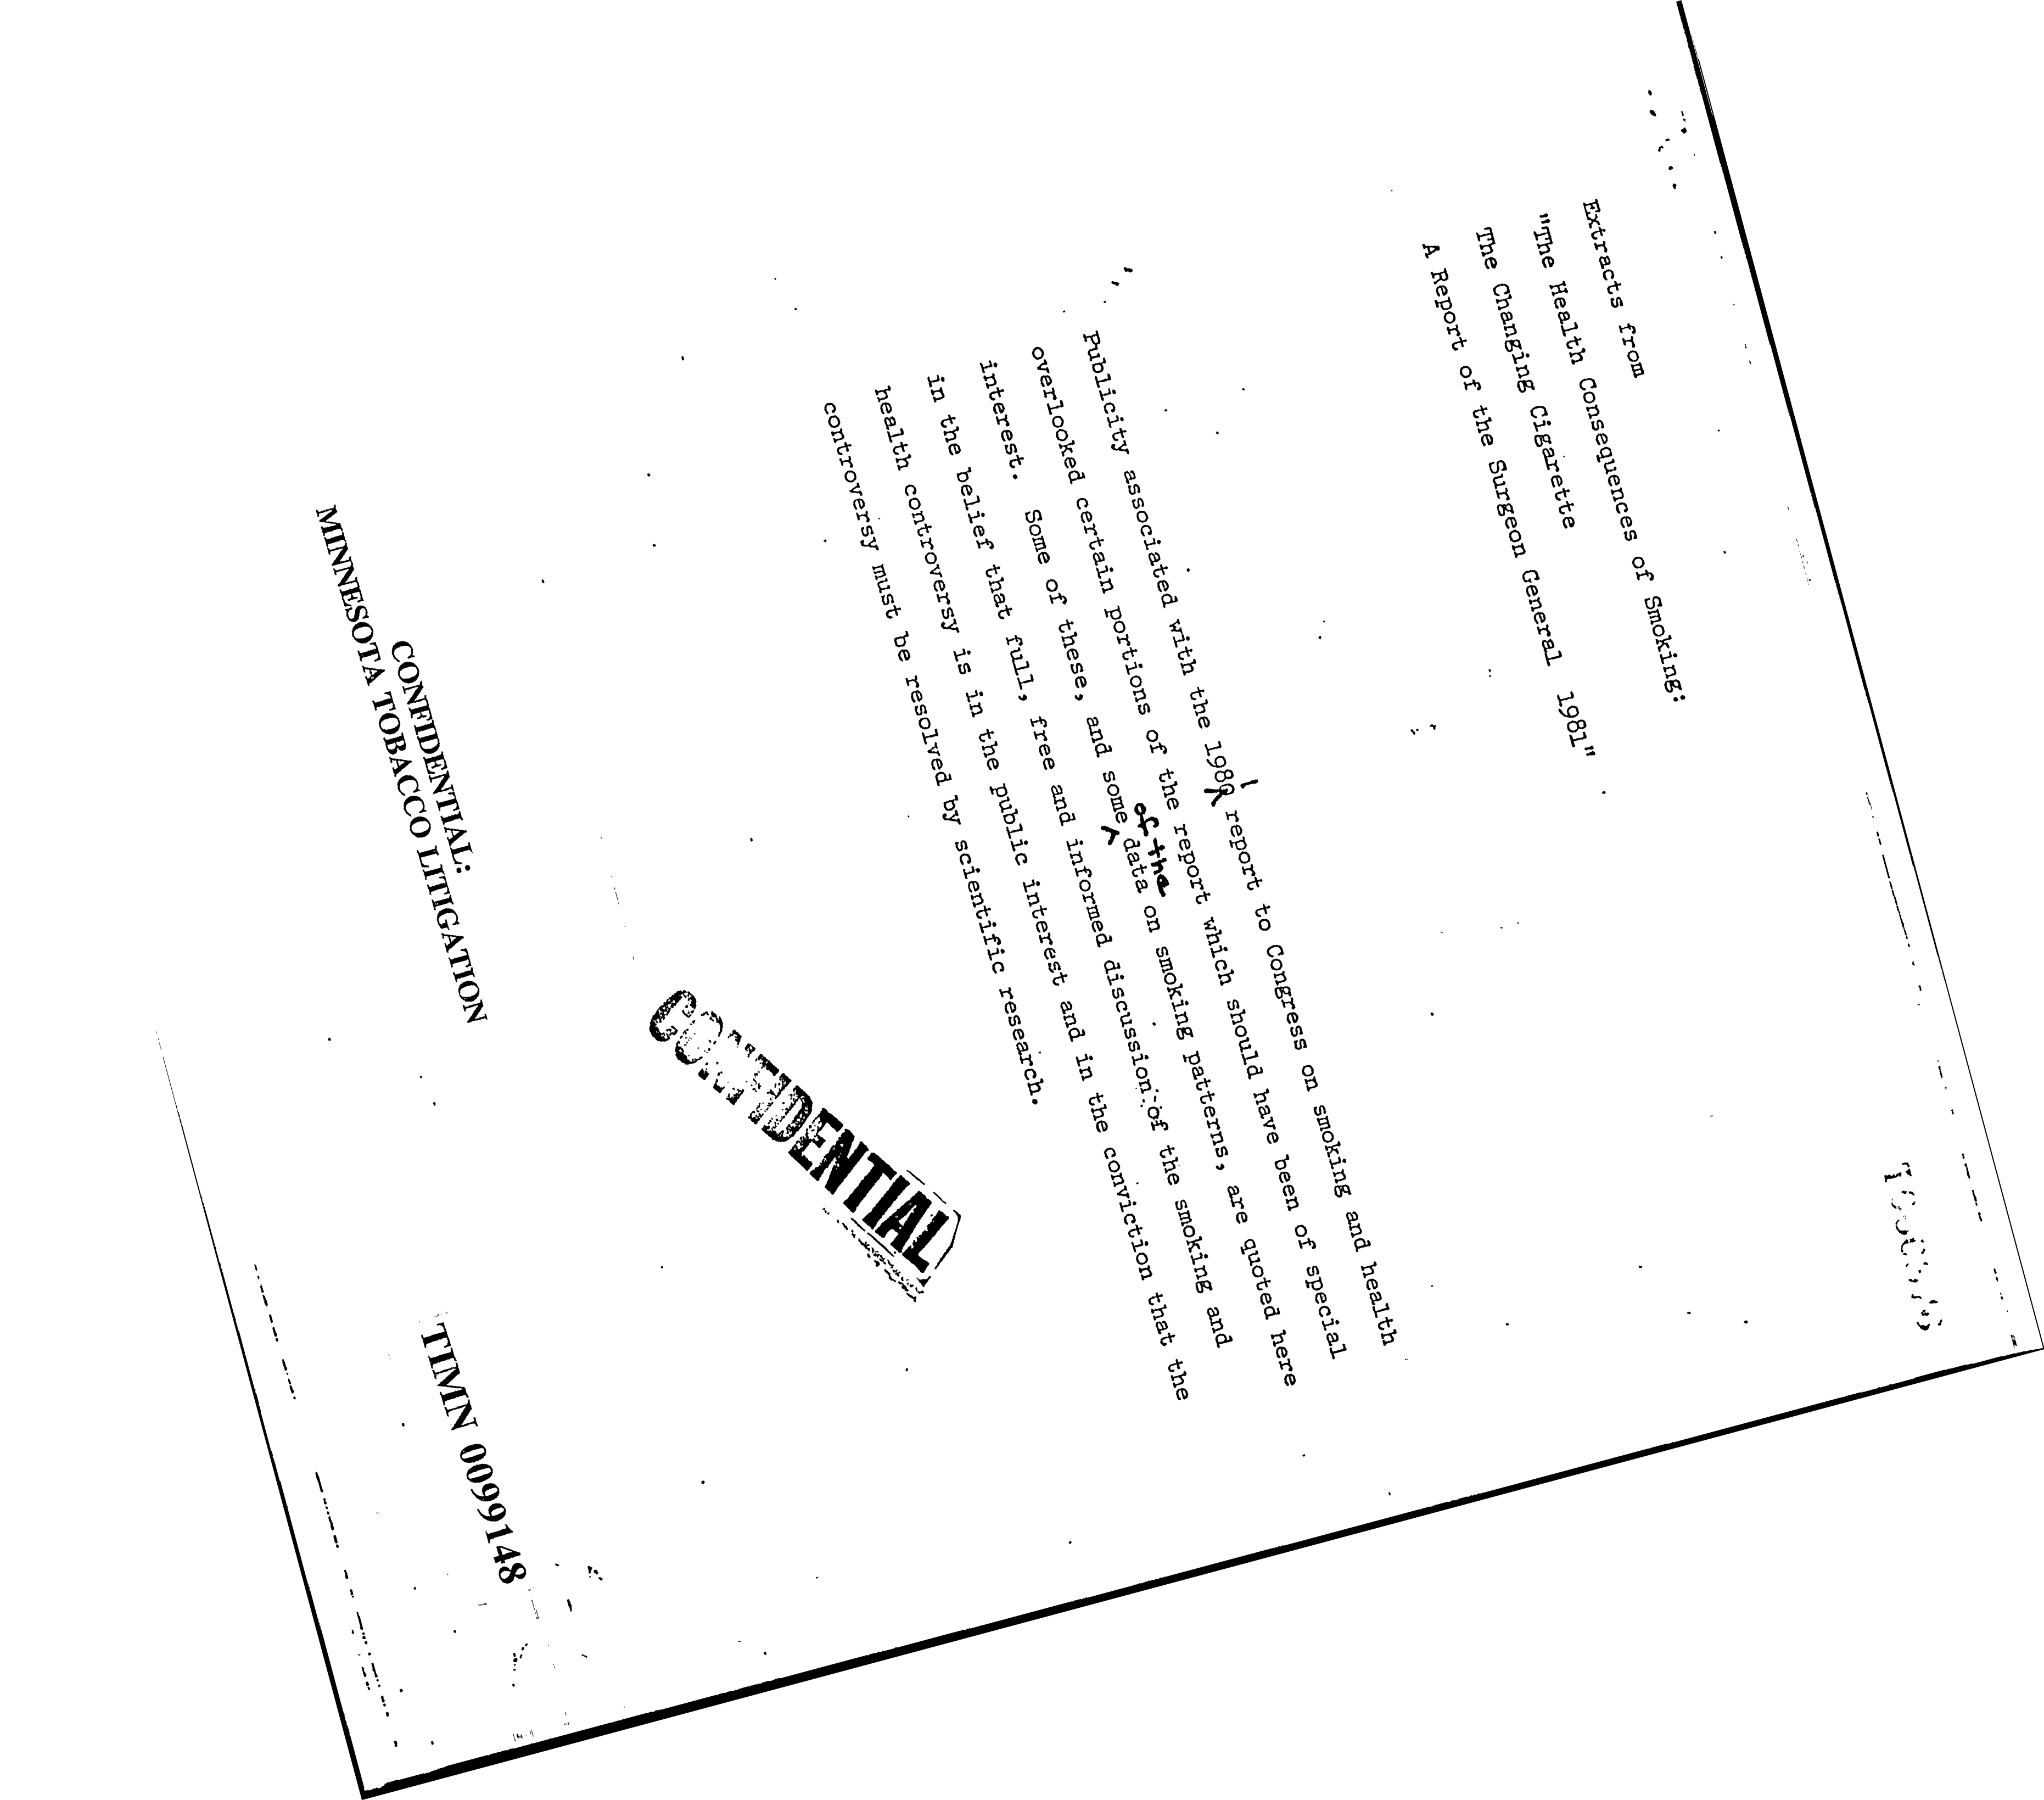 Extracts from
"The Health Consequences of Smoking:
The Changing Cigarette
A Report of the Surgeon General 1981"
Publicity associated with the 1981 report to Congress on smoking and health
overlooked certain portions of the report which should have been of special
interest. Some of these, and some of the data on smoking patterns, are quoted here
in the belief that full, free and informed discussion of the smoking and
health controversy is in the public interest and in the conviction that the
controversy must be resolved by scientific research.
CONFIDENTIAL
CONFIDENTIAL:
MINNESOTA TOBACCO LITIGATION
TIMN 0099148